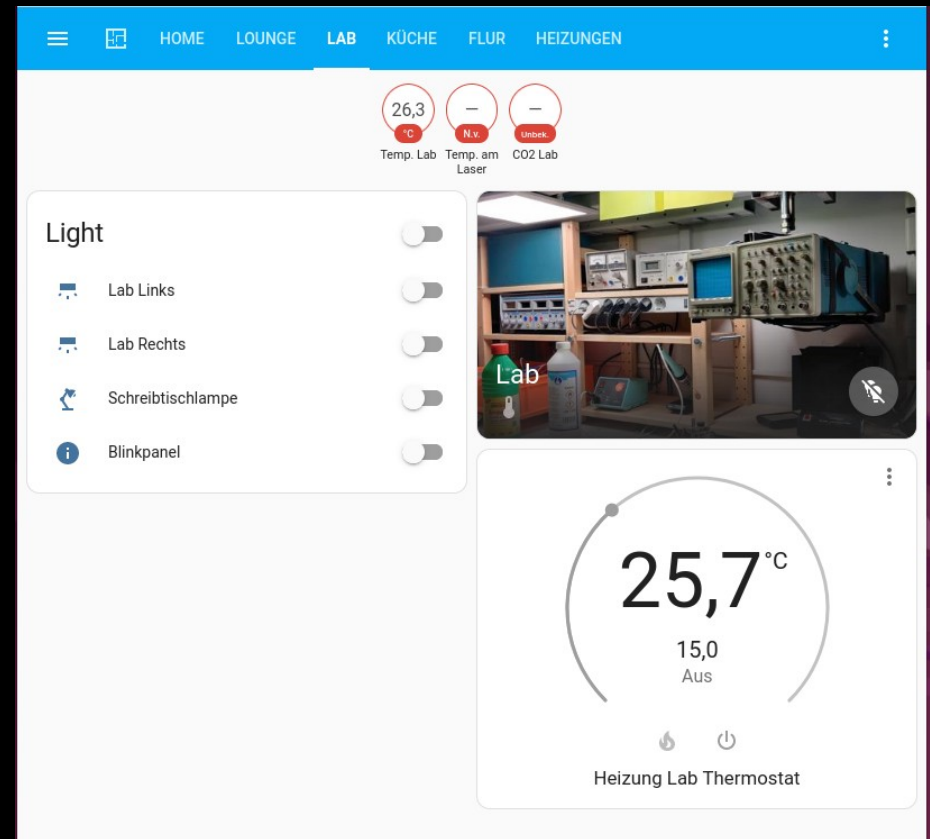 HOME LOUNGE LAB KÜCHE FLUR HEIZUNGEN
26,3 – –
°C N.v. Unbek.
Temp. Lab Temp. am Laser CO2 Lab
Light
Lab Links
Lab Rechts
Schreibtischlampe
Blinkpanel
Lab
25,7 °C
15,0
Aus
Heizung Lab Thermostat